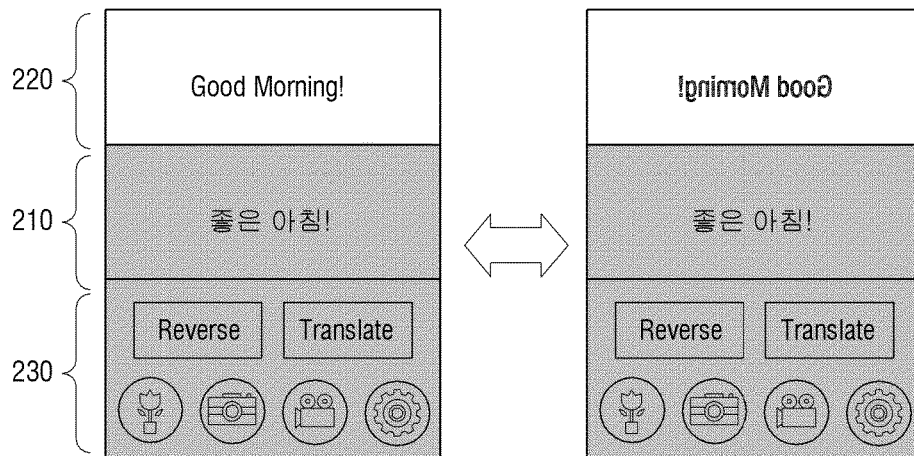 220
Good Morning!
210
좋은 아침!
230
Reverse
Translate
Good Morning!
좋은 아침!
Reverse
Translate